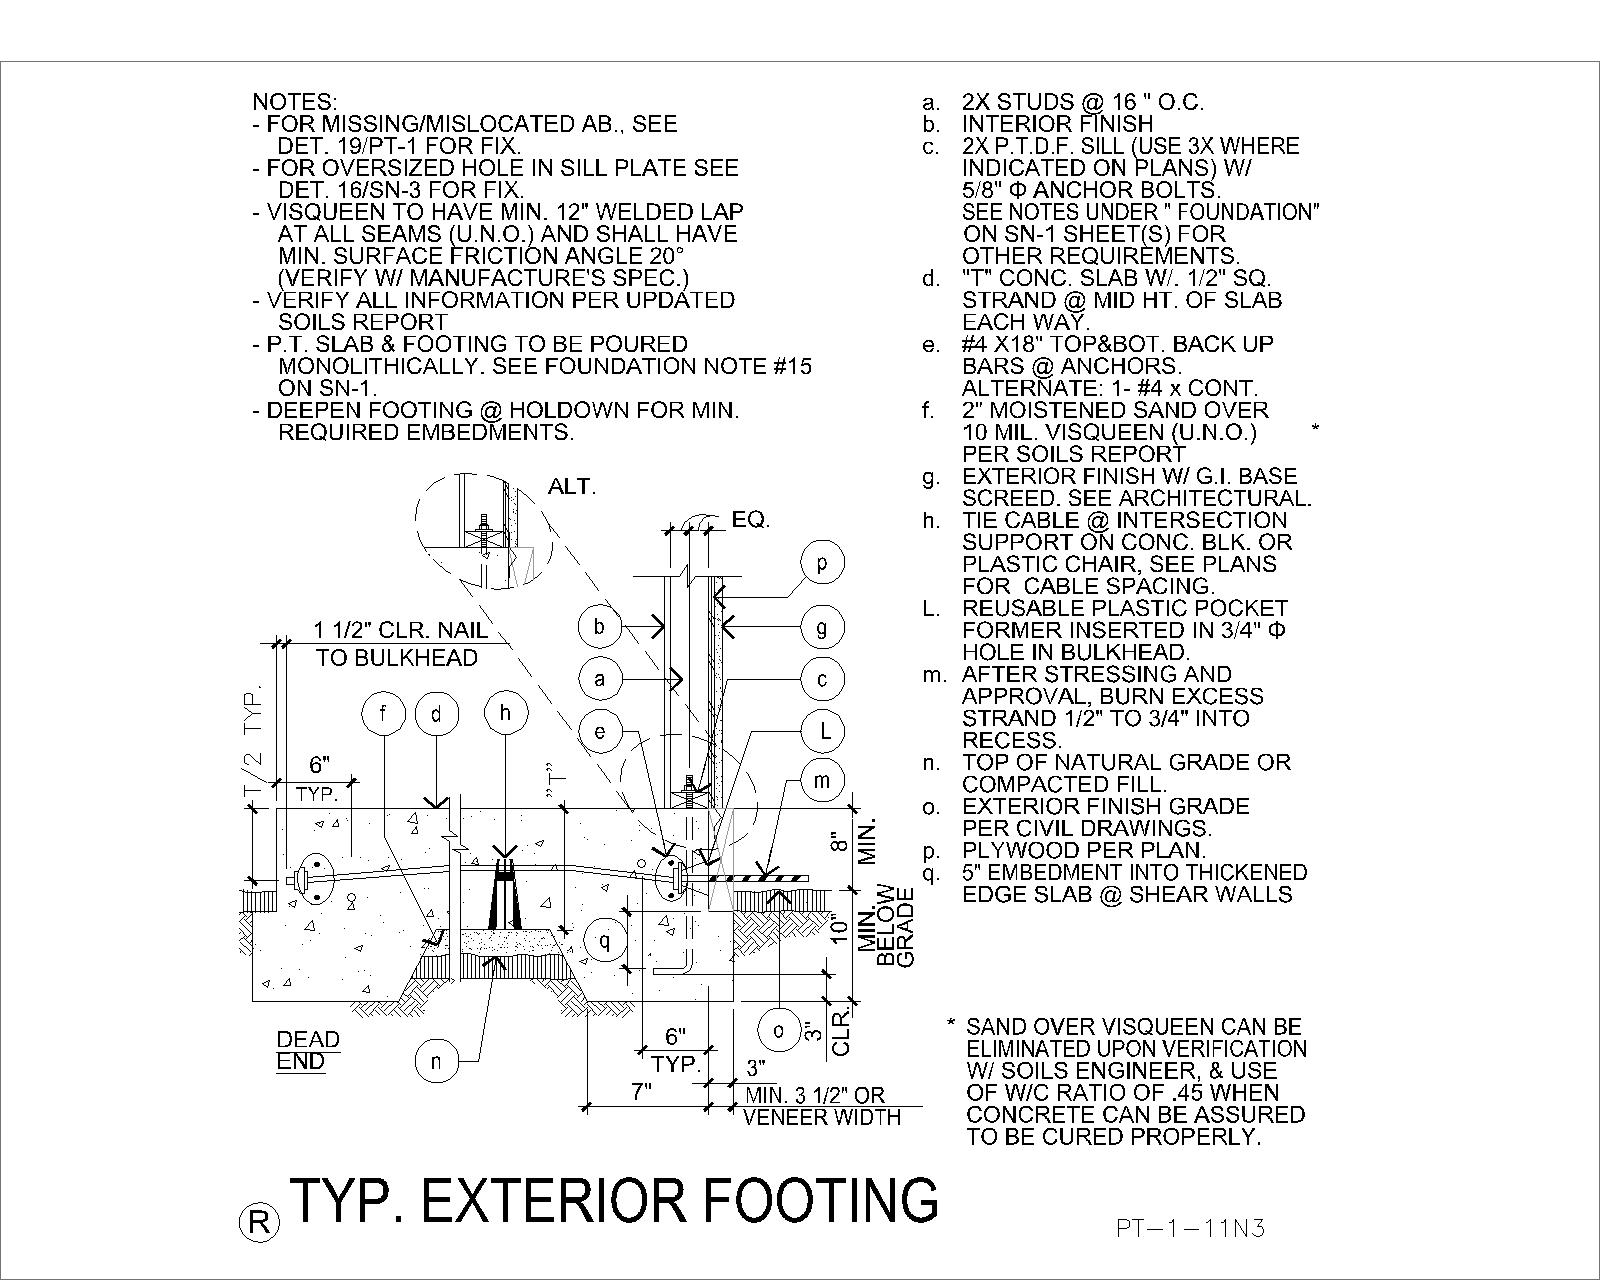 NOTES:
- FOR MISSING/MISLOCATED AB., SEE
DET. 19/PT-1 FOR FIX.
- FOR OVERSIZED HOLE IN SILL PLATE SEE
DET. 16/SN-3 FOR FIX.
- VISQUEEN TO HAVE MIN. 12" WELDED LAP
AT ALL SEAMS (U.N.O.) AND SHALL HAVE
MIN. SURFACE FRICTION ANGLE 20°
(VERIFY W/ MANUFACTURE'S SPEC.)
- VERIFY ALL INFORMATION PER UPDATED
SOILS REPORT
- P.T. SLAB & FOOTING TO BE POURED
MONOLITHICALLY. SEE FOUNDATION NOTE #15
ON SN-1.
- DEEPEN FOOTING @ HOLDOWN FOR MIN.
REQUIRED EMBEDMENTS.
a. 2X STUDS @ 16 " O.C.
b. INTERIOR FINISH
c. 2X P.T.D.F. SILL (USE 3X WHERE
INDICATED ON PLANS) W/
5/8" Φ ANCHOR BOLTS.
SEE NOTES UNDER " FOUNDATION"
ON SN-1 SHEET(S) FOR
OTHER REQUIREMENTS.
d. "T" CONC. SLAB W/. 1/2" SQ.
STRAND @ MID HT. OF SLAB
EACH WAY.
e. #4 X18" TOP&BOT. BACK UP
BARS @ ANCHORS.
ALTERNATE: 1- #4 x CONT.
f. 2" MOISTENED SAND OVER
10 MIL. VISQUEEN (U.N.O.) *
PER SOILS REPORT
g. EXTERIOR FINISH W/ G.I. BASE
SCREED. SEE ARCHITECTURAL.
h. TIE CABLE @ INTERSECTION
SUPPORT ON CONC. BLK. OR
PLASTIC CHAIR, SEE PLANS
FOR CABLE SPACING.
L. REUSABLE PLASTIC POCKET
FORMER INSERTED IN 3/4" Φ
HOLE IN BULKHEAD.
m. AFTER STRESSING AND
APPROVAL, BURN EXCESS
STRAND 1/2" TO 3/4" INTO
RECESS.
n. TOP OF NATURAL GRADE OR
COMPACTED FILL.
o. EXTERIOR FINISH GRADE
PER CIVIL DRAWINGS.
p. PLYWOOD PER PLAN.
q. 5" EMBEDMENT INTO THICKENED
EDGE SLAB @ SHEAR WALLS
* SAND OVER VISQUEEN CAN BE
ELIMINATED UPON VERIFICATION
W/ SOILS ENGINEER, & USE
OF W/C RATIO OF .45 WHEN
CONCRETE CAN BE ASSURED
TO BE CURED PROPERLY.
ALT.
EQ.
p
b
g
1 1/2" CLR. NAIL
TO BULKHEAD
a
c
T/2 TYP.
f
d
h
e
L
6"
TYP.
"T"
m
8"
MIN.
10"
MIN.
BELOW
GRADE
q
DEAD
END
n
6"
TYP.
o
3"
CLR.
7"
3"
MIN. 3 1/2" OR
VENEER WIDTH
R
TYP. EXTERIOR FOOTING
PT-1-11N3